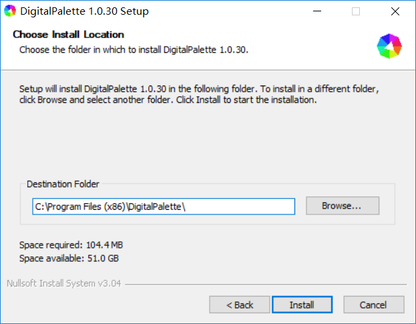 DigitalPalette 1.0.30 Setup
Choose Install Location
Choose the folder in which to install DigitalPalette 1.0.30.
Setup will install DigitalPalette 1.0.30 in the following folder. To install in a different folder,
click Browse and select another folder. Click Install to start the installation.
Destination Folder
C:\Program Files (x86)\DigitalPalette\
Browse...
Space required: 104.4 MB
Space available: 51.0 GB
Nullsoft Install System v3.04
< Back
Install
Cancel